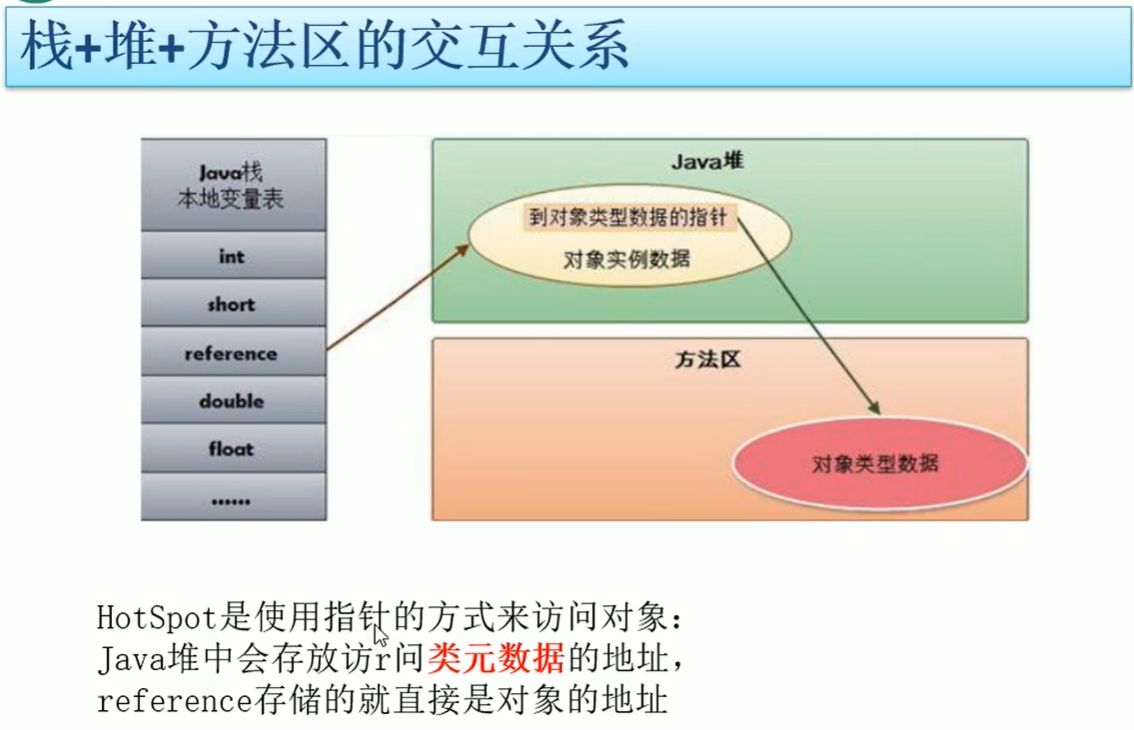 栈+堆+方法区的交互关系
Java栈
本地变量表
int
short
reference
double
float
······
Java堆
到对象类型数据的指针
对象实例数据
方法区
对象类型数据
HotSpot是使用指针的方式来访问对象：
Java堆中会存放访r问类元数据的地址，
reference存储的就直接是对象的地址